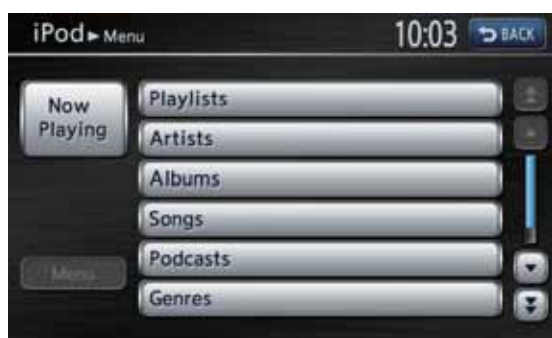 iPod ▸ Menu
10:03
BACK
Now
Playing
Playlists
Artists
Albums
Songs
Podcasts
Genres
Menu